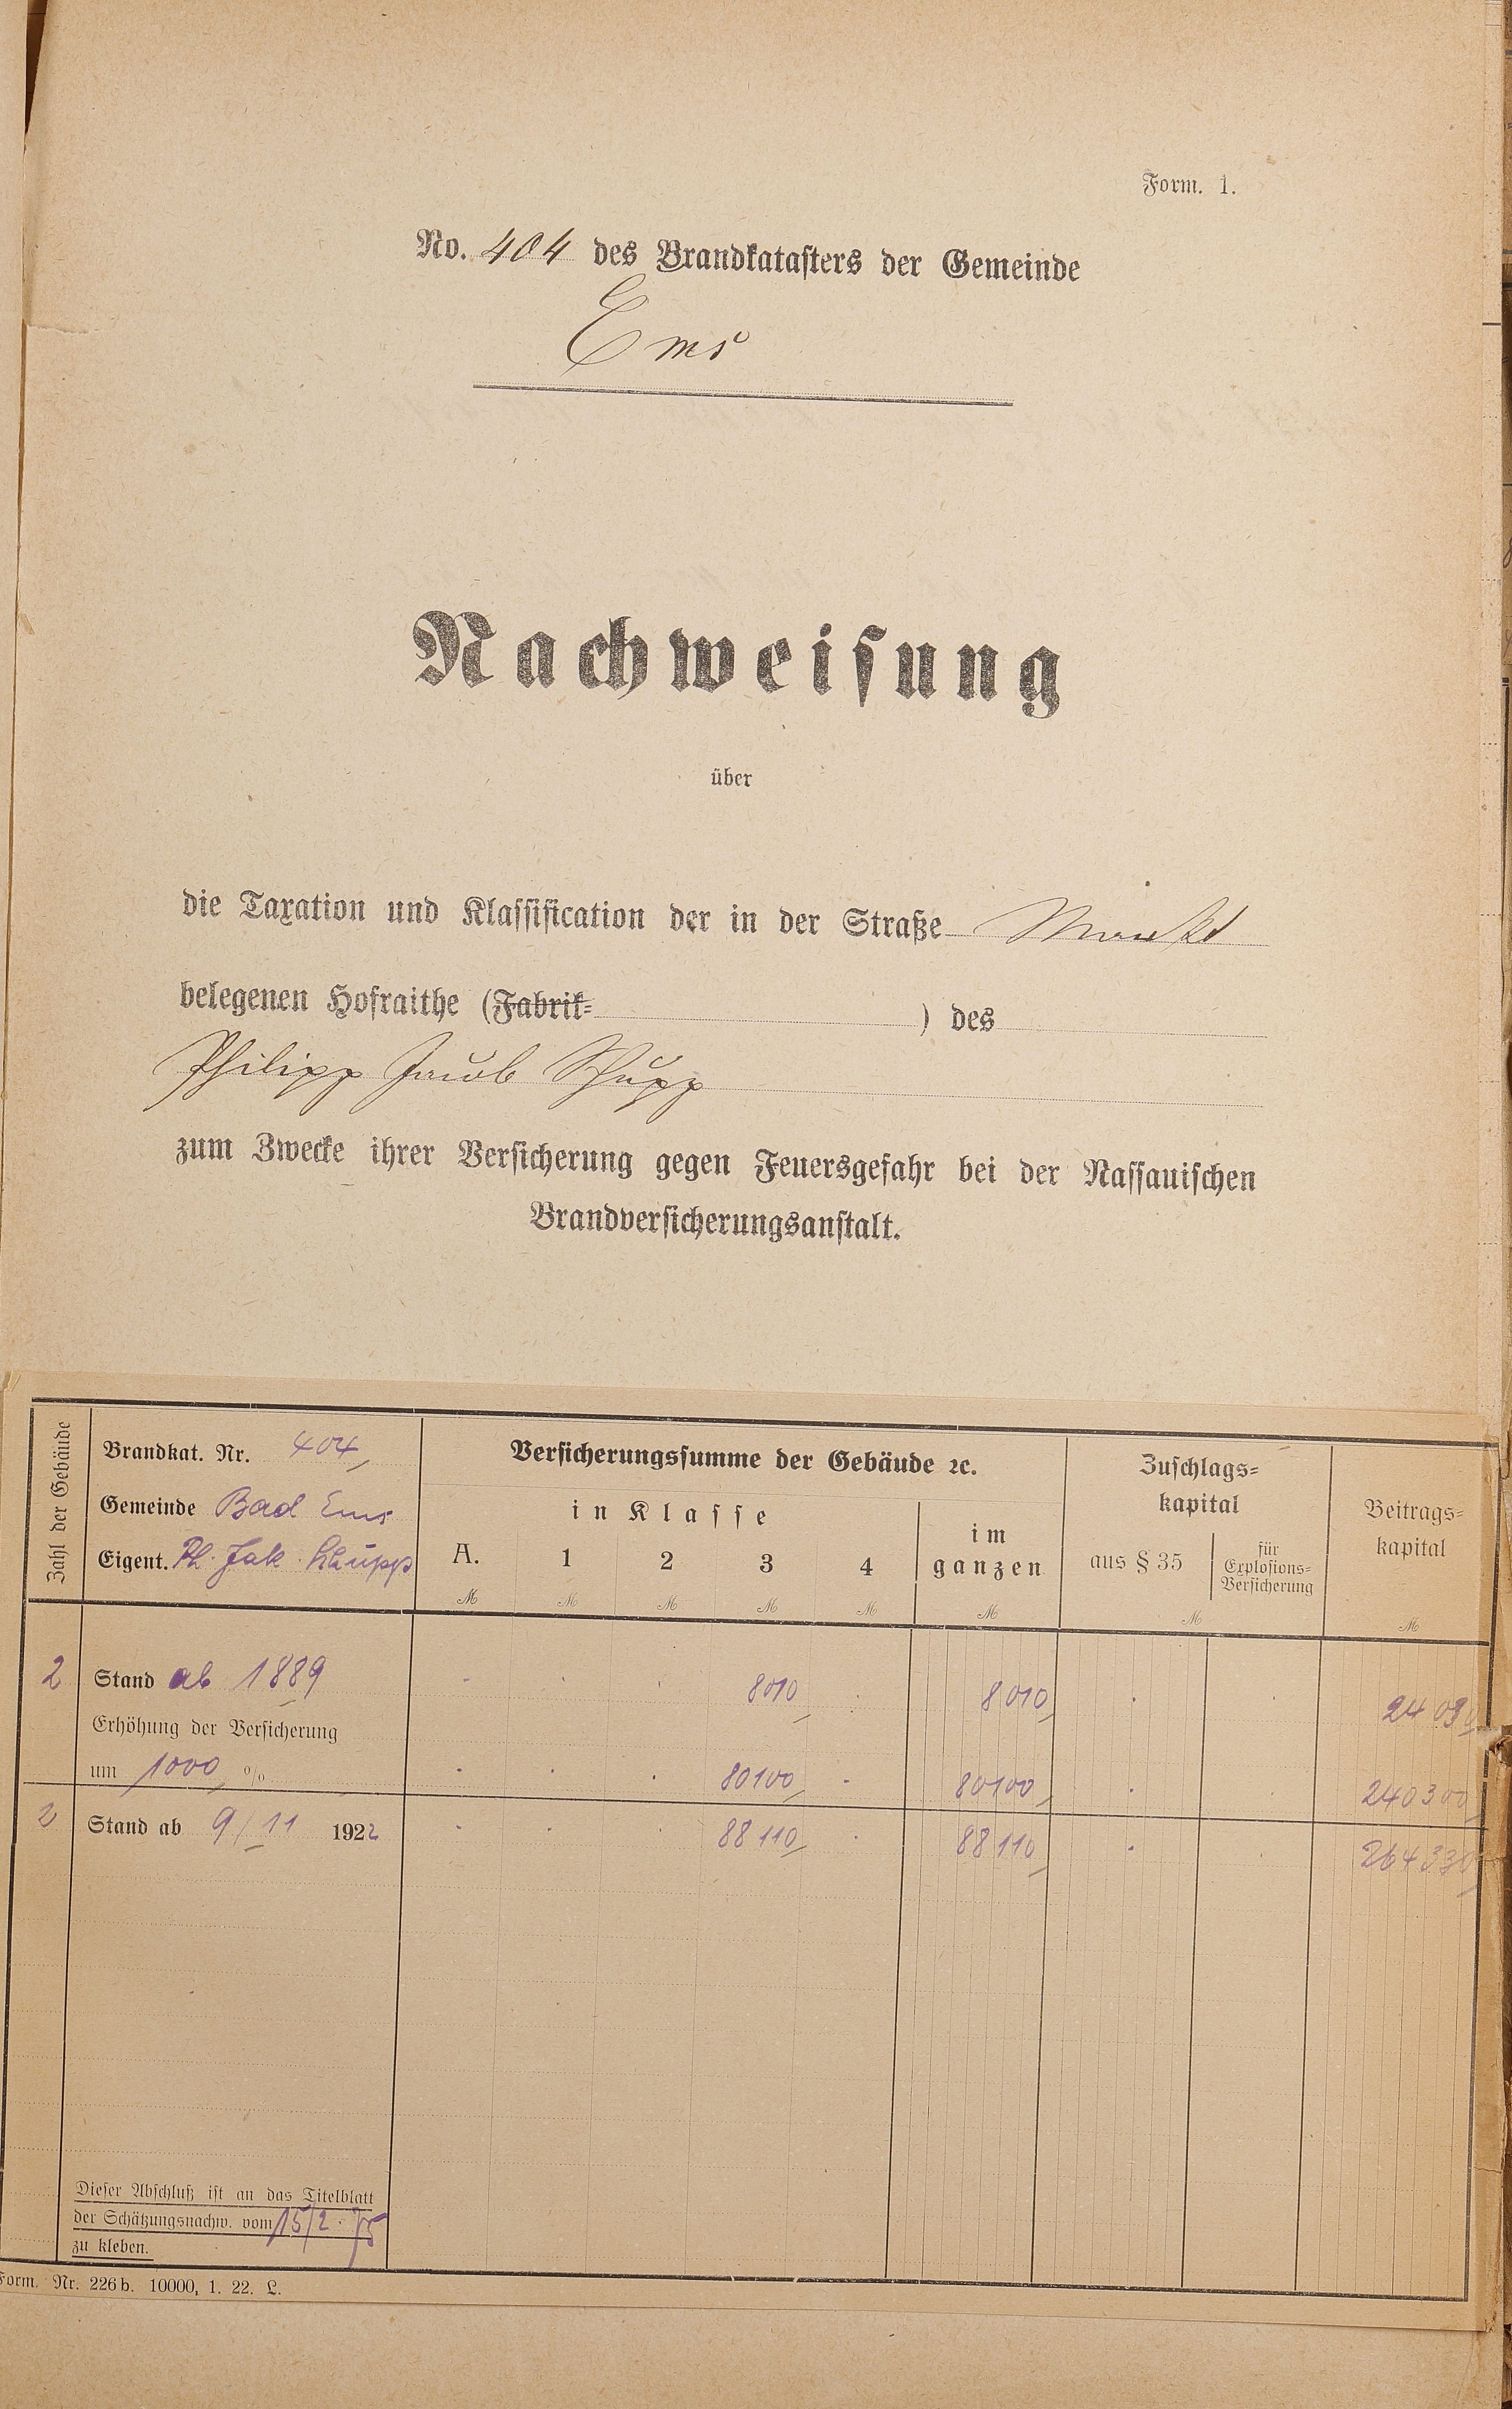 Form. 1.
No. 404 des Brandkatasters der Gemeinde
Ems
Nachweisung
über
die Taxation und Klassification der in der Straße Markt
belegenen Hofraithe (Fabrik= ) des
Philipp Jacob Schupp
zum Zwecke ihrer Versicherung gegen Feuersgefahr bei der Nassauischen
Brandversicherungsanstalt.
Zahl der Gebäude
Brandkat. Nr. 404,
Gemeinde Bad Ems
Eigent. Ph. Jak. Schupp
Versicherungssumme der Gebäude ꝛc.
in Klasse
A. 1 2 3 4
im
ganzen
Zuschlags=
kapital
aus § 35
für
Explosions=
Versicherung
Beitrags=
kapital
M M M M M M M M
2 Stand ab 1889 8010 8010 24030
Erhöhung der Versicherung
um 1000 % 80100 80100 240300
2 Stand ab 9/11 1922 88110 88110 264330
Dieser Abschluß ist an das Titelblatt
der Schätzungsnachw. vom 15/2. 75
zu kleben.
Form. Nr. 226b. 10000, 1. 22. L.